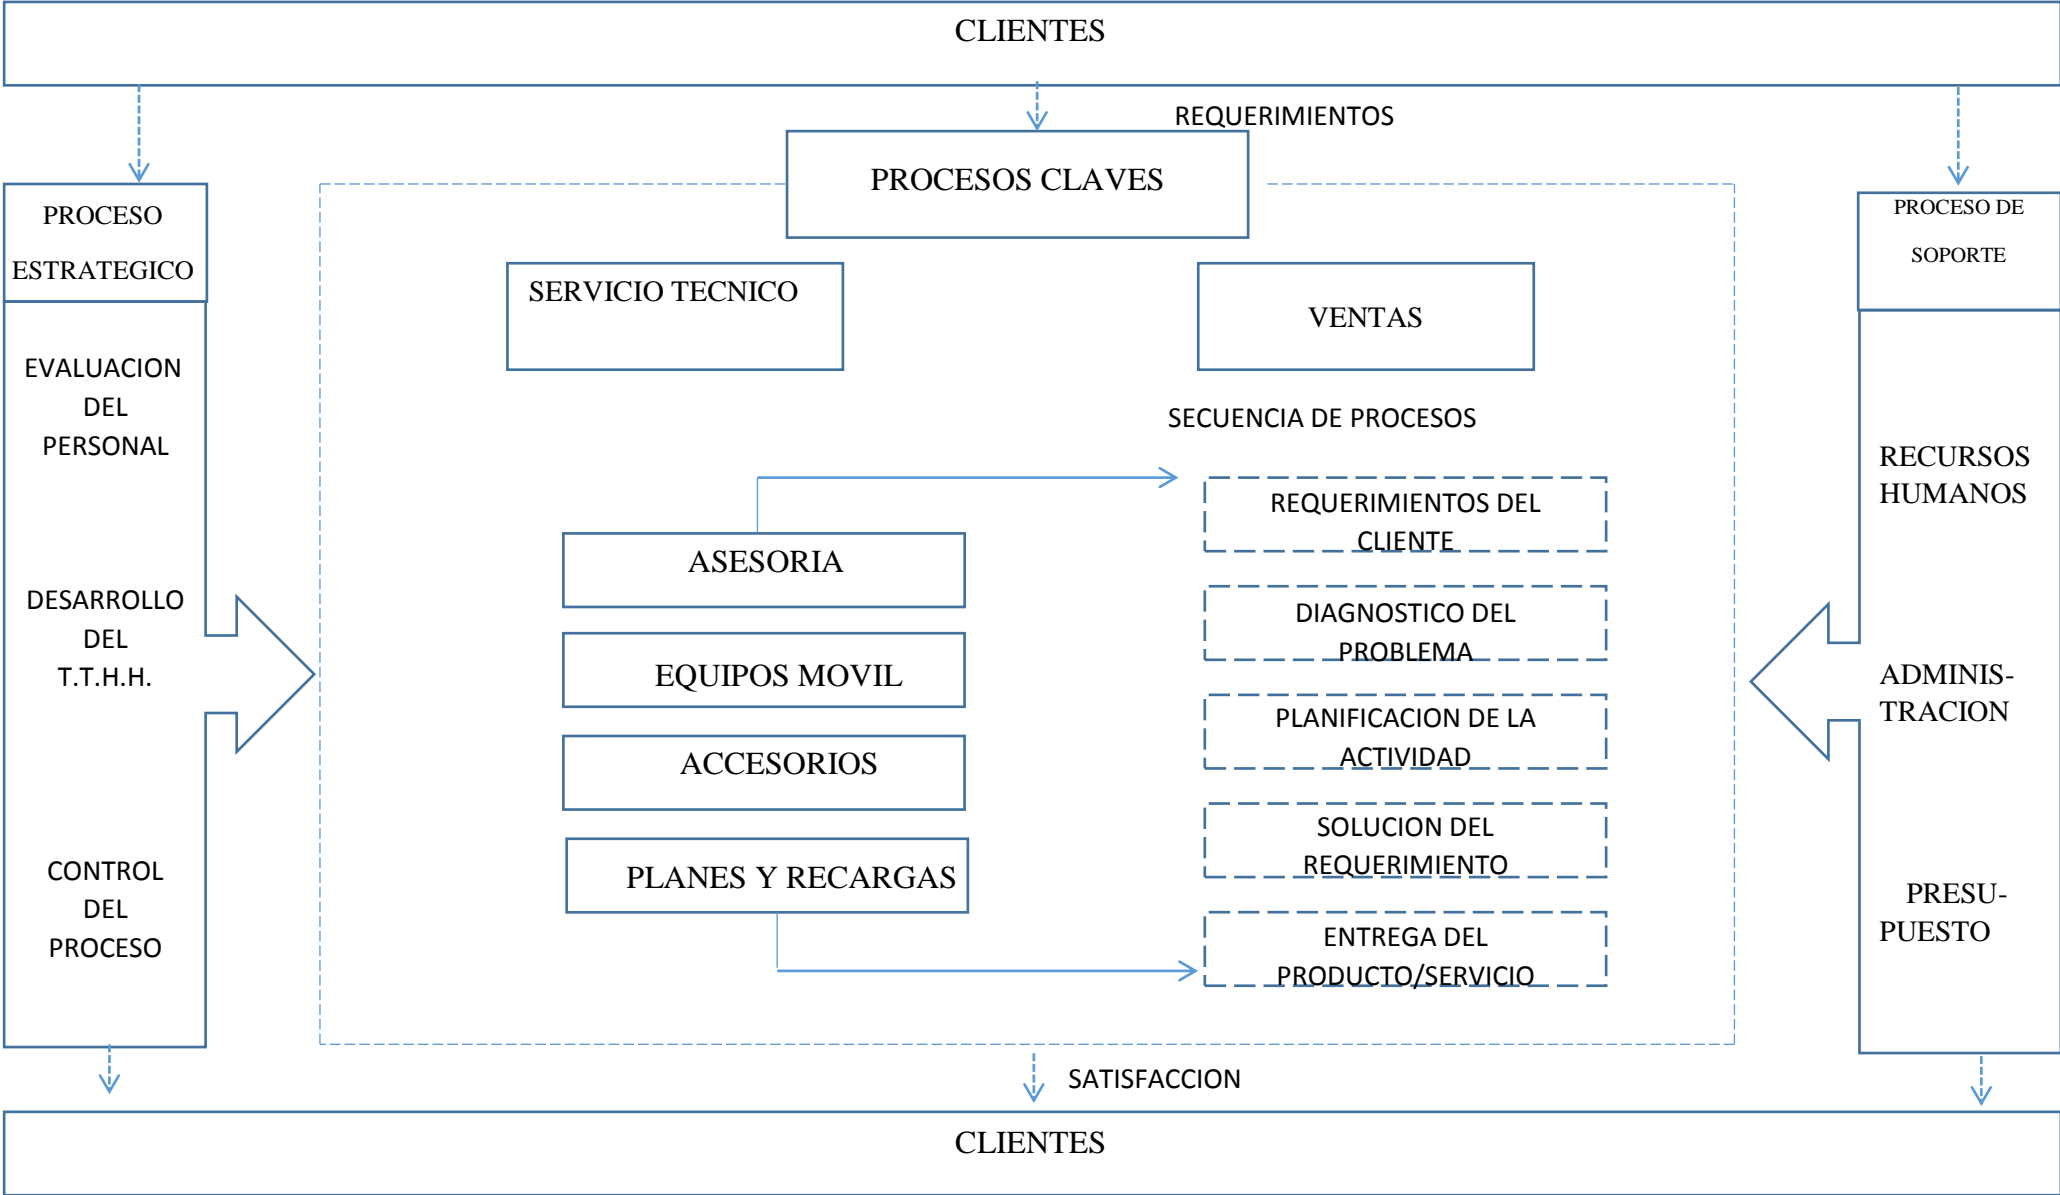 CLIENTES
REQUERIMIENTOS
PROCESOS CLAVES
PROCESO
ESTRATEGICO
EVALUACION
DEL
PERSONAL
DESARROLLO
DEL
T.T.H.H.
CONTROL
DEL
PROCESO
SERVICIO TECNICO
VENTAS
SECUENCIA DE PROCESOS
ASESORIA
EQUIPOS MOVIL
ACCESORIOS
PLANES Y RECARGAS
REQUERIMIENTOS DEL
CLIENTE
DIAGNOSTICO DEL
PROBLEMA
PLANIFICACION DE LA
ACTIVIDAD
SOLUCION DEL
REQUERIMIENTO
ENTREGA DEL
PRODUCTO/SERVICIO
PROCESO DE
SOPORTE
RECURSOS
HUMANOS
ADMINIS-
TRACION
PRESU-
PUESTO
SATISFACCION
CLIENTES